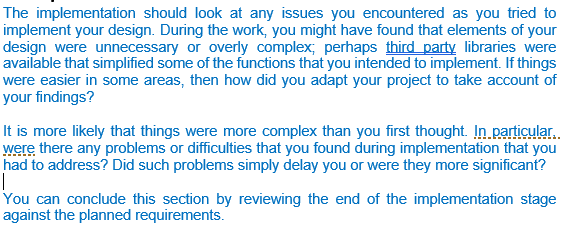 The implementation should look at any issues you encountered as you tried to
implement your design. During the work, you might have found that elements of your
design were unnecessary or overly complex; perhaps third party libraries were
available that simplified some of the functions that you intended to implement. If things
were easier in some areas, then how did you adapt your project to take account of
your findings?
It is more likely that things were more complex than you first thought. In particular,
were there any problems or difficulties that you found during implementation that you
had to address? Did such problems simply delay you or were they more significant?
You can conclude this section by reviewing the end of the implementation stage
against the planned requirements.